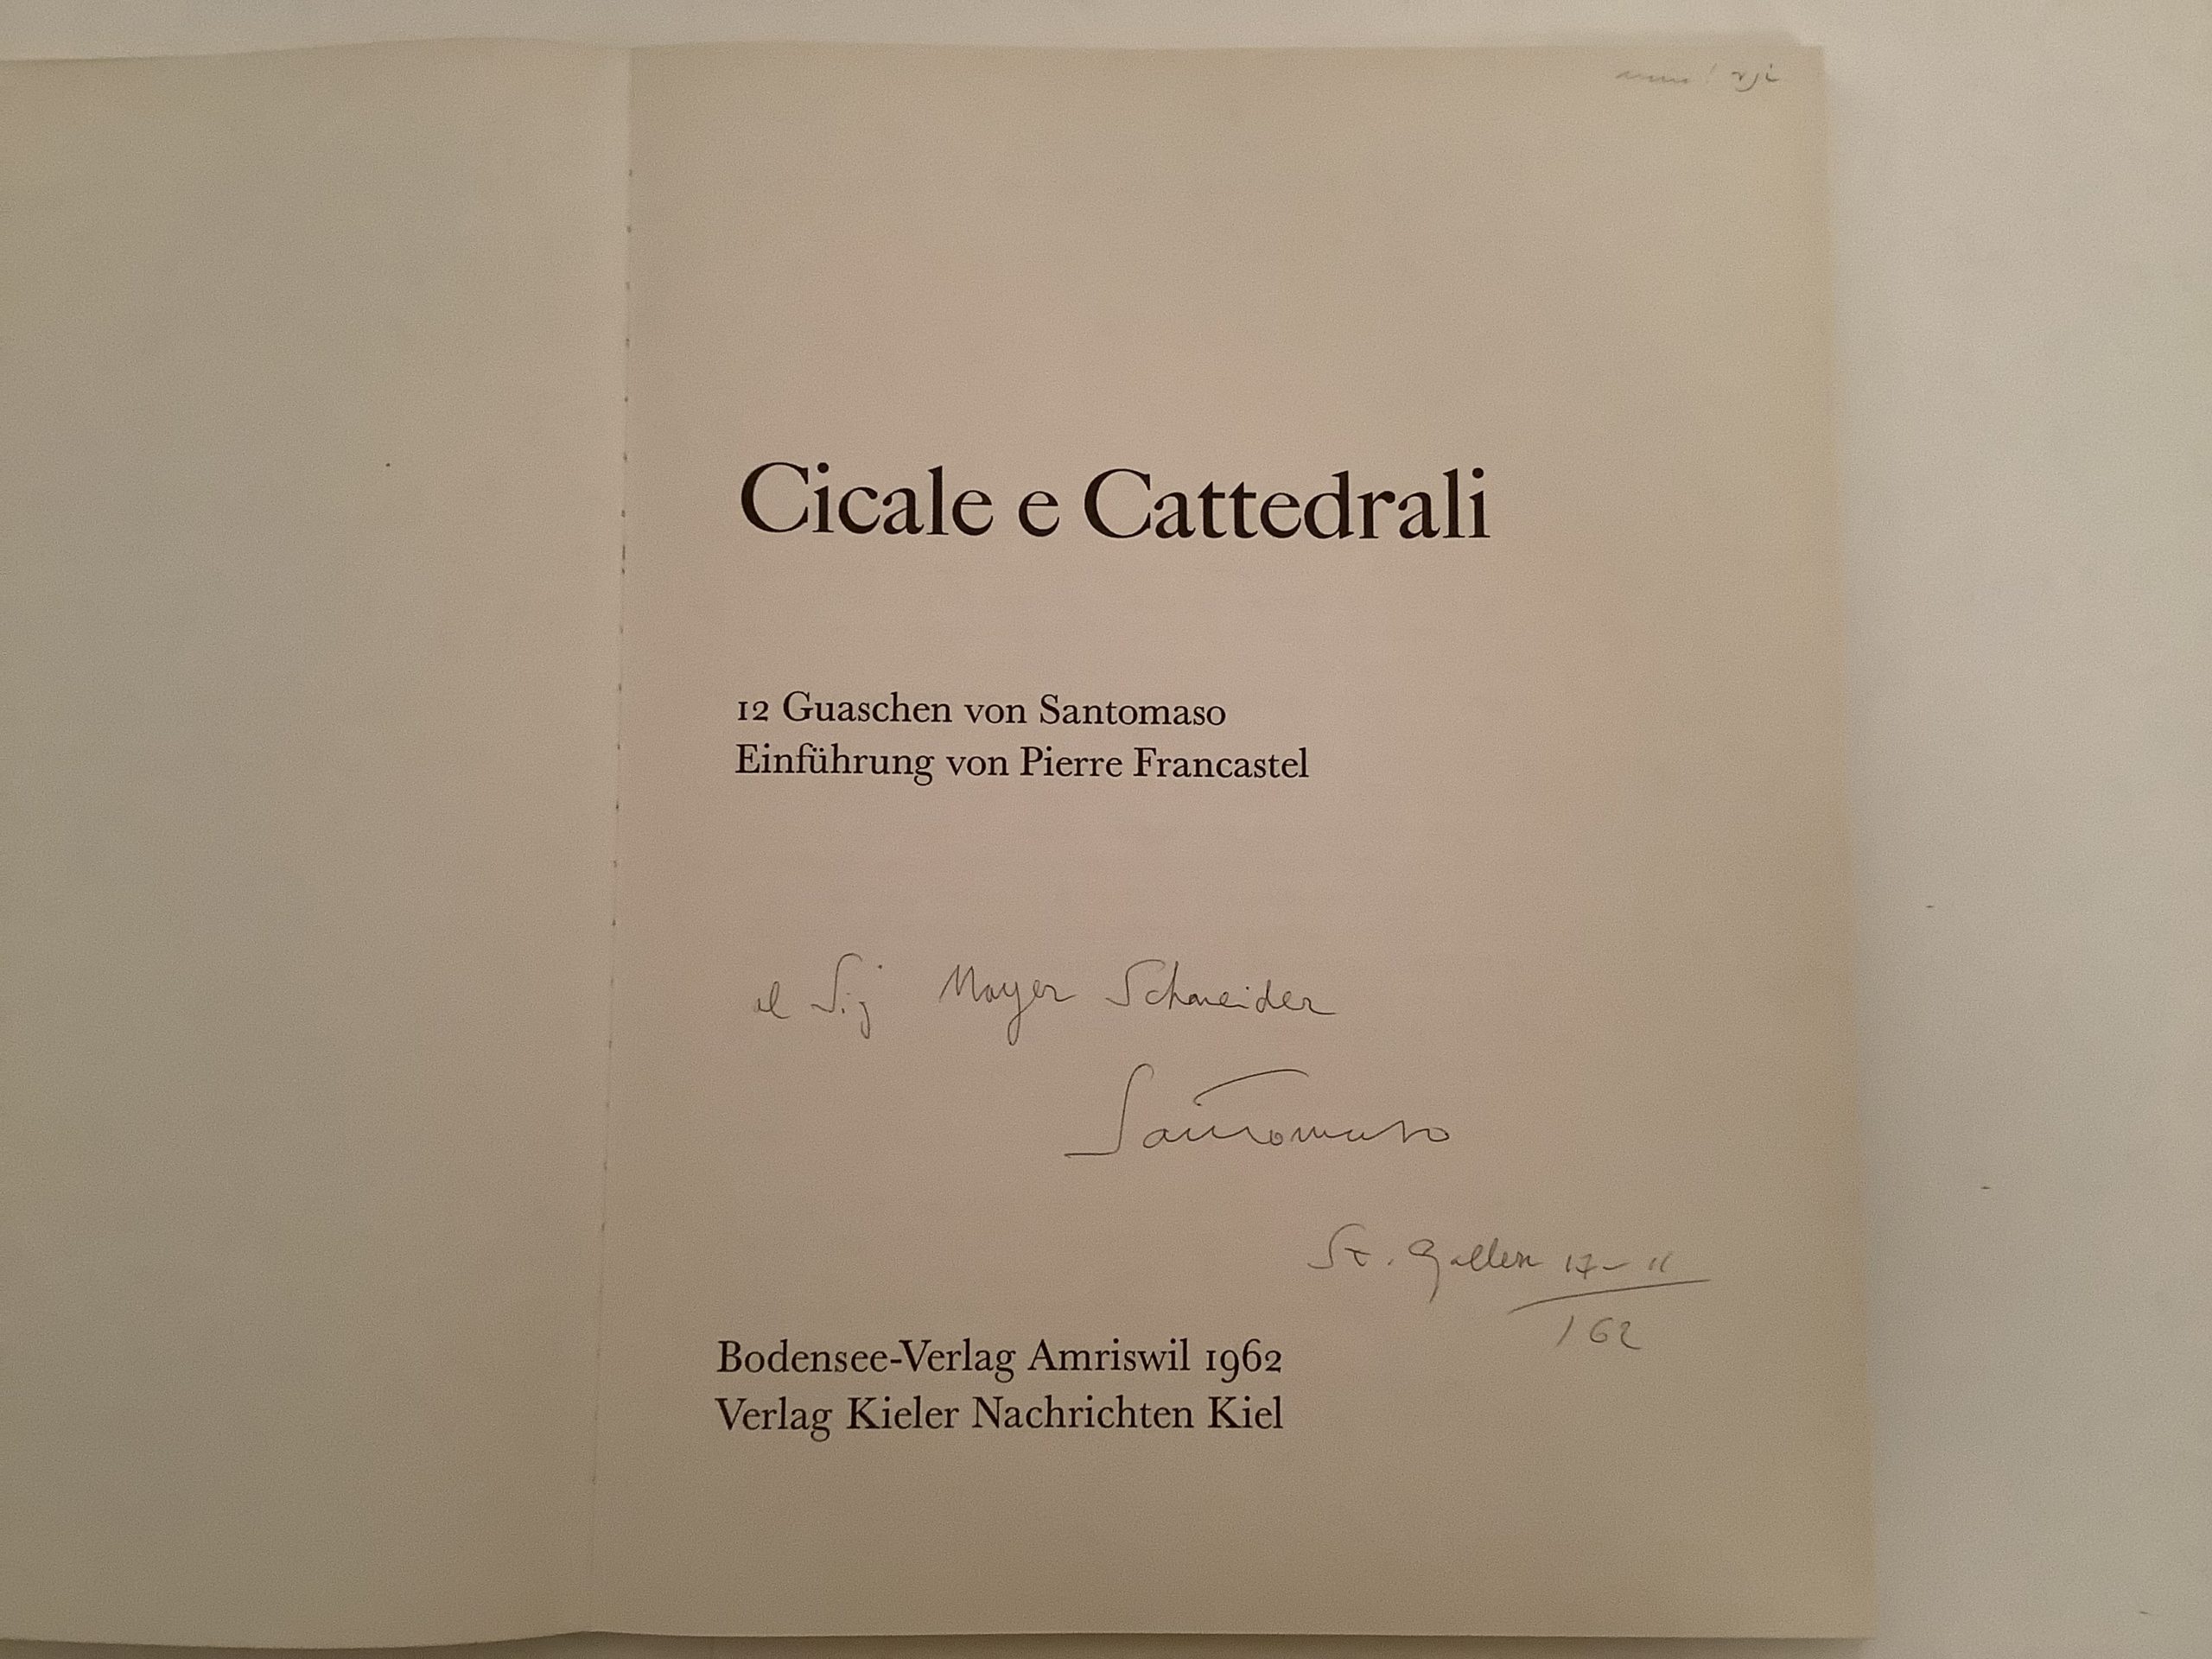 Cicale e Cattedrali
12 Guaschen von Santomaso
Einführung von Pierre Francastel
al Sig Mayer Schneider
Santomaso
St. Gallen 17-11
/62
Bodensee-Verlag Amriswil 1962
Verlag Kieler Nachrichten Kiel